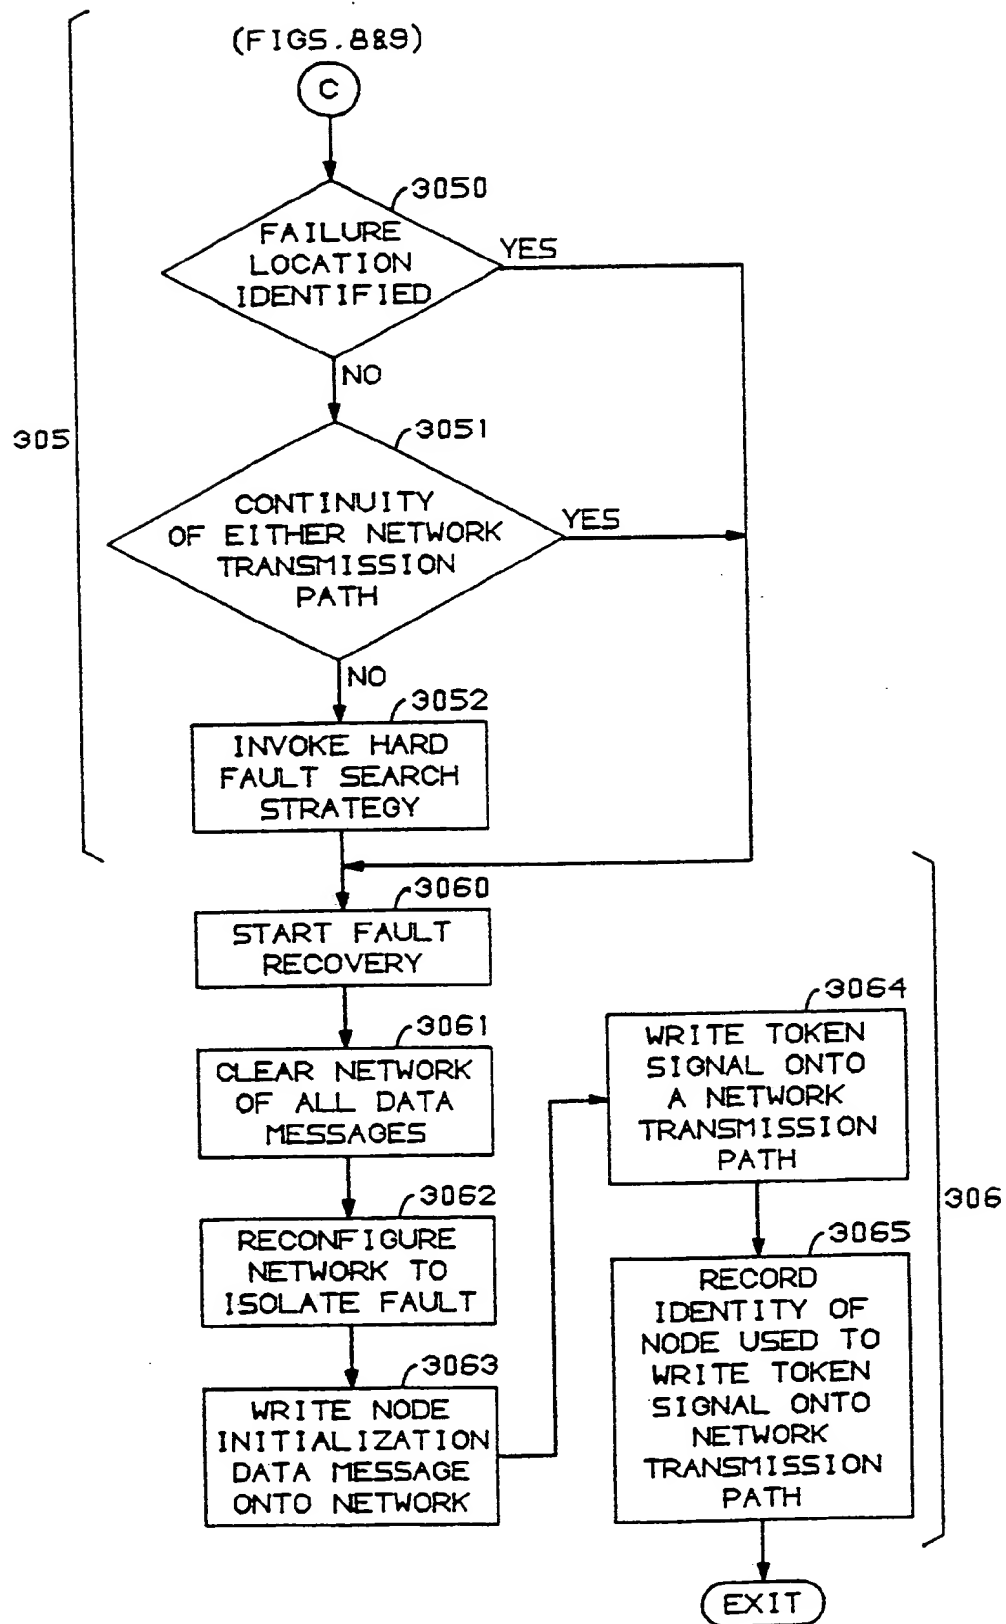 (FIGS. 8&9)
C
3050
FAILURE
LOCATION
IDENTIFIED
YES
NO
305
3051
CONTINUITY
OF EITHER NETWORK
TRANSMISSION
PATH
YES
NO
3052
INVOKE HARD
FAULT SEARCH
STRATEGY
3060
START FAULT
RECOVERY
3061
CLEAR NETWORK
OF ALL DATA
MESSAGES
3062
RECONFIGURE
NETWORK TO
ISOLATE FAULT
3063
WRITE NODE
INITIALIZATION
DATA MESSAGE
ONTO NETWORK
3064
WRITE TOKEN
SIGNAL ONTO
A NETWORK
TRANSMISSION
PATH
306
3065
RECORD
IDENTITY OF
NODE USED TO
WRITE TOKEN
SIGNAL ONTO
NETWORK
TRANSMISSION
PATH
EXIT